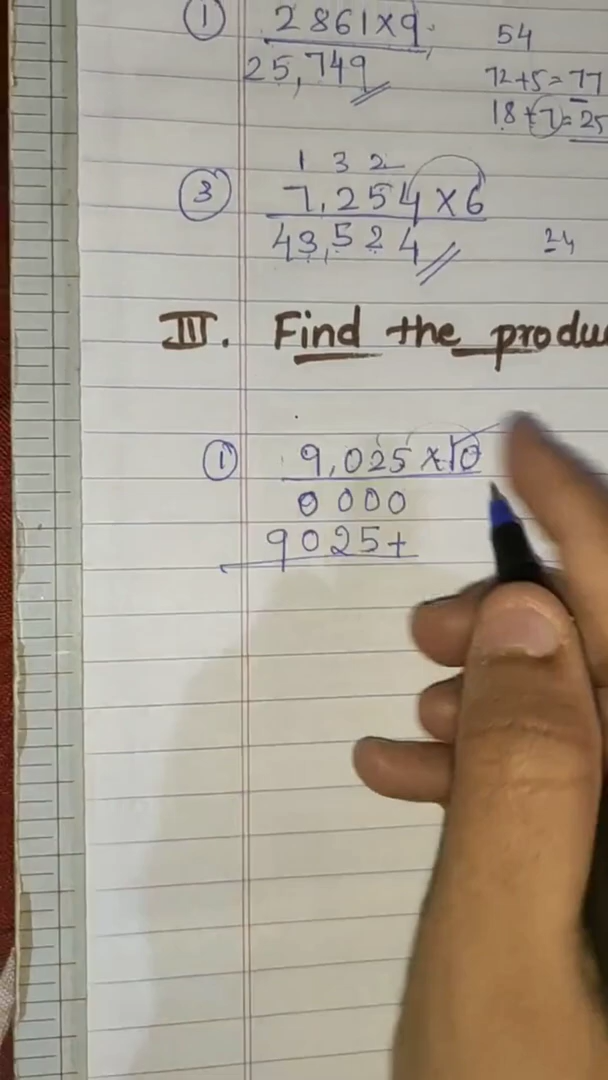 ① 2861×9 54
25,749 72+5=77
18+7=25
1 3 2
③ 7,254×6
43,524 24
III. Find the produ
① 9,025×10
0000
9025+